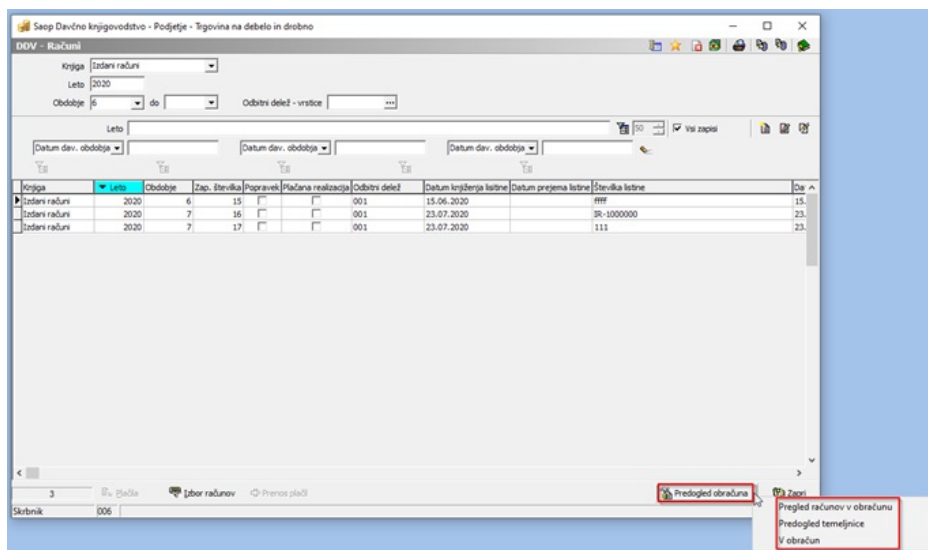 Saop Davčno knjigovodstvo - Podjetje - Trgovina na debelo in drobno
DDV - Računi
Knjiga Izdani računi
Leto 2020
Obdobje 6 do Odbitni delež - vrstice ...
Leto 50 Vsi zapisi
Datum dav. obdobja Datum dav. obdobja Datum dav. obdobja
Knjiga Leto Obdobje Zap. številka Popravek Plačana realizacija Odbitni delež Datum knjiženja lisitine Datum prejema listine Številka listine Da
Izdani računi 2020 6 15 001 15.06.2020 ffff 15.
Izdani računi 2020 7 16 001 23.07.2020 IR-1000000 23.
Izdani računi 2020 7 17 001 23.07.2020 111 23.
3 Plačila Izbor računov Prenos plačil Predogled obračuna Zapri
Skrbnik 006
Pregled računov v obračunu
Predogled temeljnice
V obračun